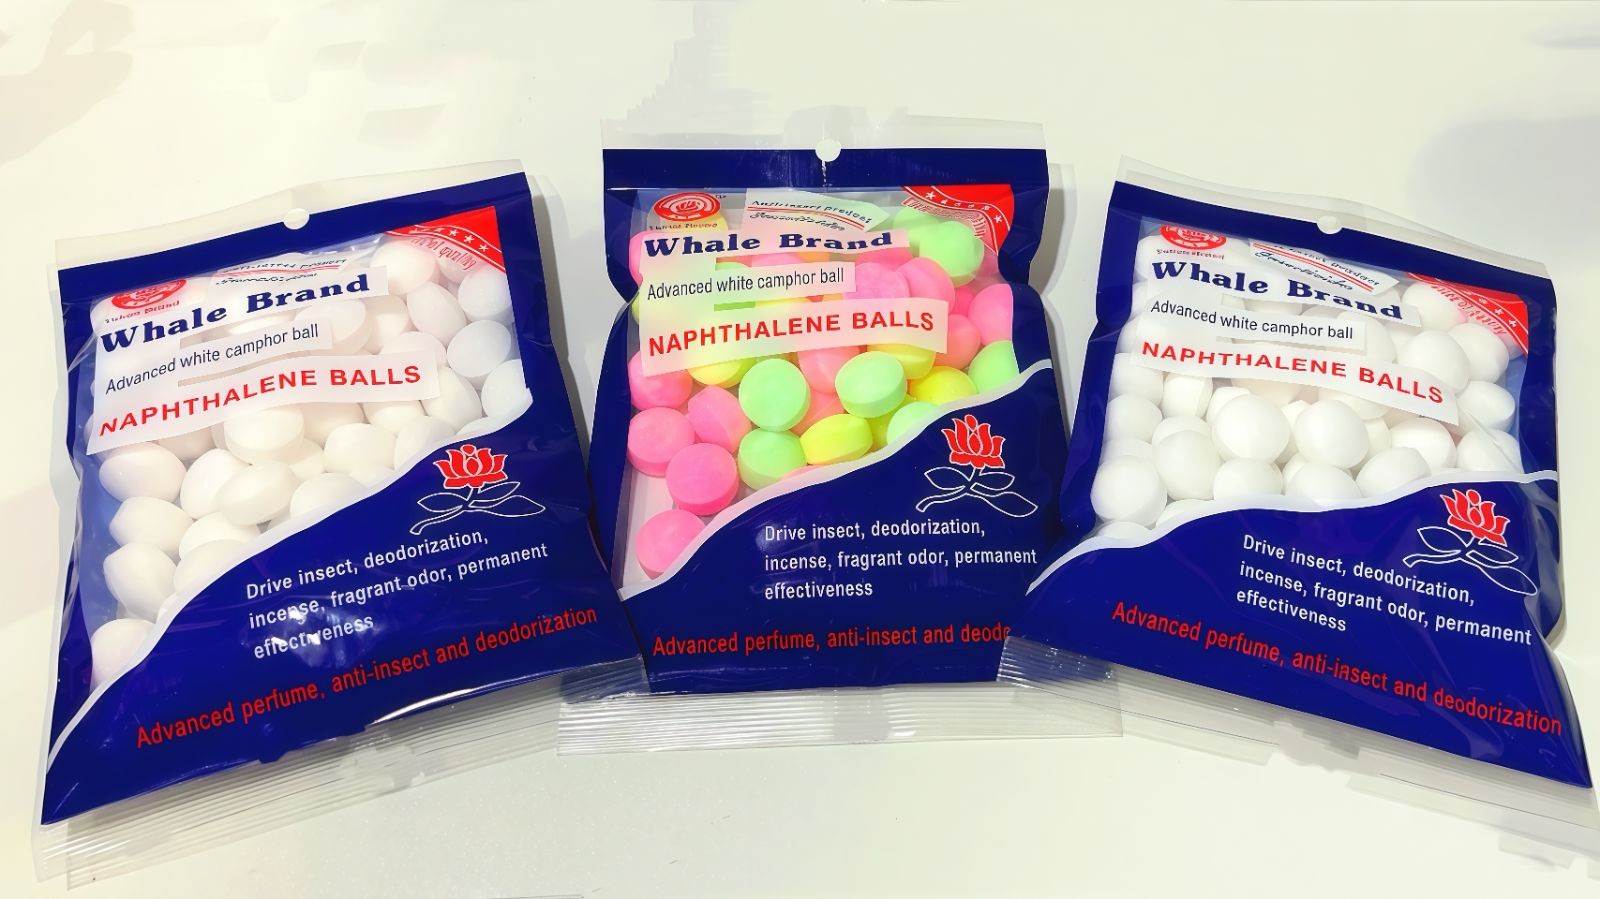 Whale Brand
Advanced white camphor ball
NAPHTHALENE BALLS
Drive insect, deodorization,
incense, fragrant odor, permanent
effectiveness
Advanced perfume, anti-insect and deodorization
Whale Brand
Advanced white camphor ball
NAPHTHALENE BALLS
Drive insect, deodorization,
incense, fragrant odor, permanent
effectiveness
Advanced perfume, anti-insect and deodo
Whale Brand
Advanced white camphor ball
NAPHTHALENE BALLS
Drive insect, deodorization,
incense, fragrant odor, permanent
effectiveness
Advanced perfume, anti-insect and deodorization